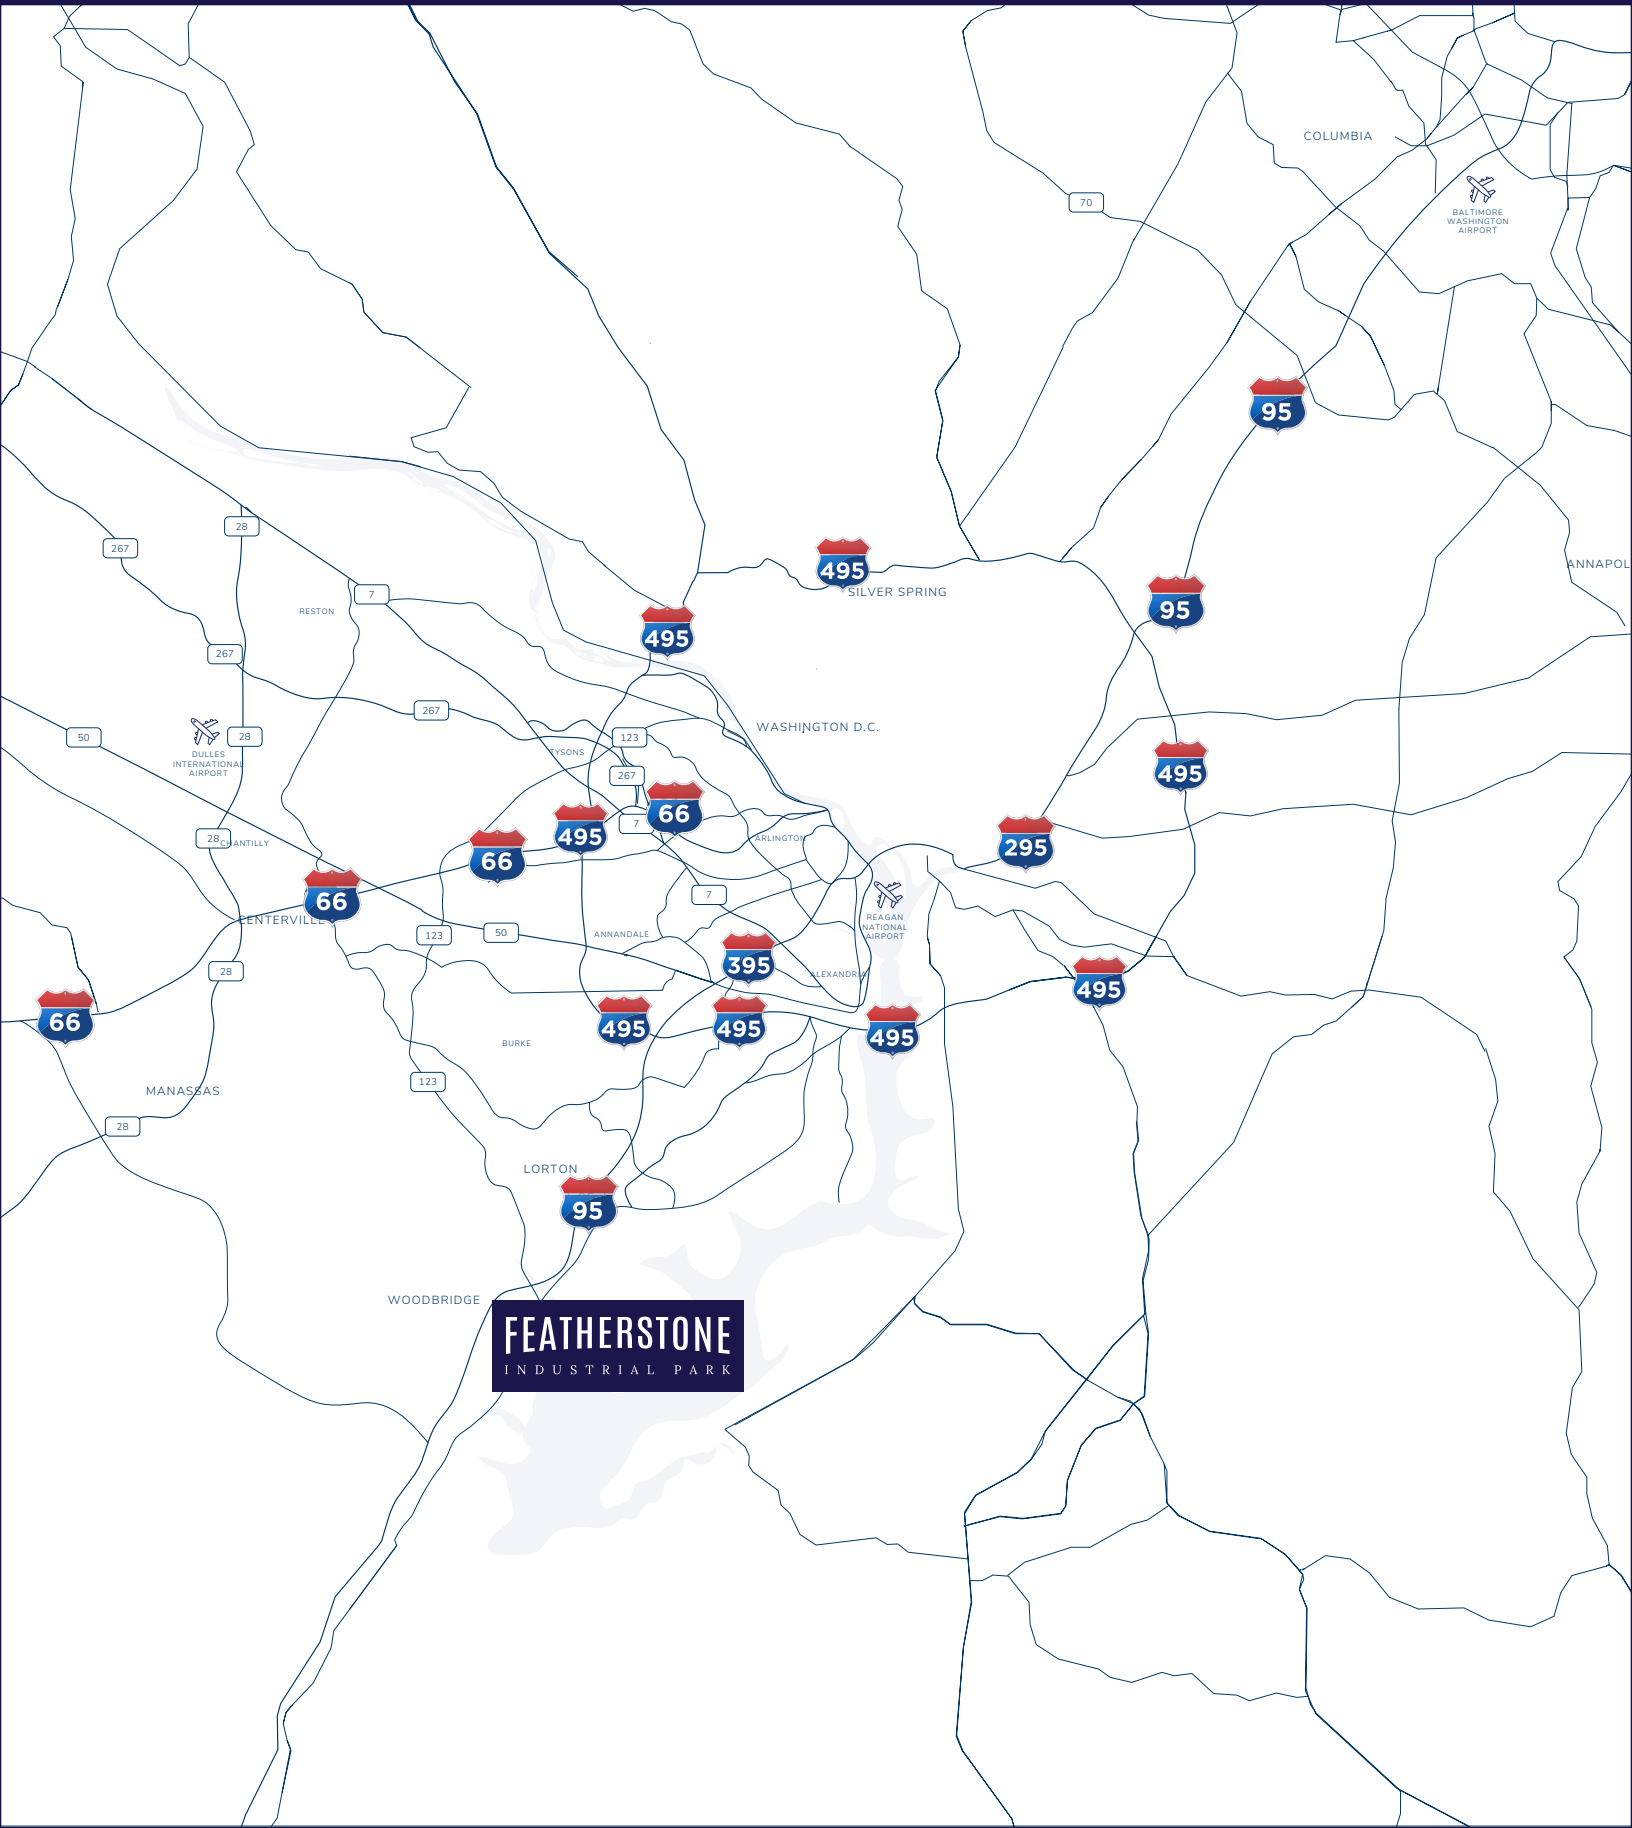 COLUMBIA
BALTIMORE
WASHINGTON
AIRPORT
70
95
28
267
495
SILVER SPRING
ANNAPOL
7
95
RESTON
495
267
267
WASHINGTON D.C.
50
28
123
TYSONS
DULLES
INTERNATIONAL
AIRPORT
267
495
66
7
495
28
CHANTILLY
ARLINGTON
295
66
66
7
CENTERVILLE
REAGAN
NATIONAL
AIRPORT
123
50
ANNANDALE
395
28
ALEXANDRIA
495
66
495
495
495
BURKE
123
MANASSAS
28
LORTON
95
WOODBRIDGE
FEATHERSTONE
INDUSTRIAL PARK